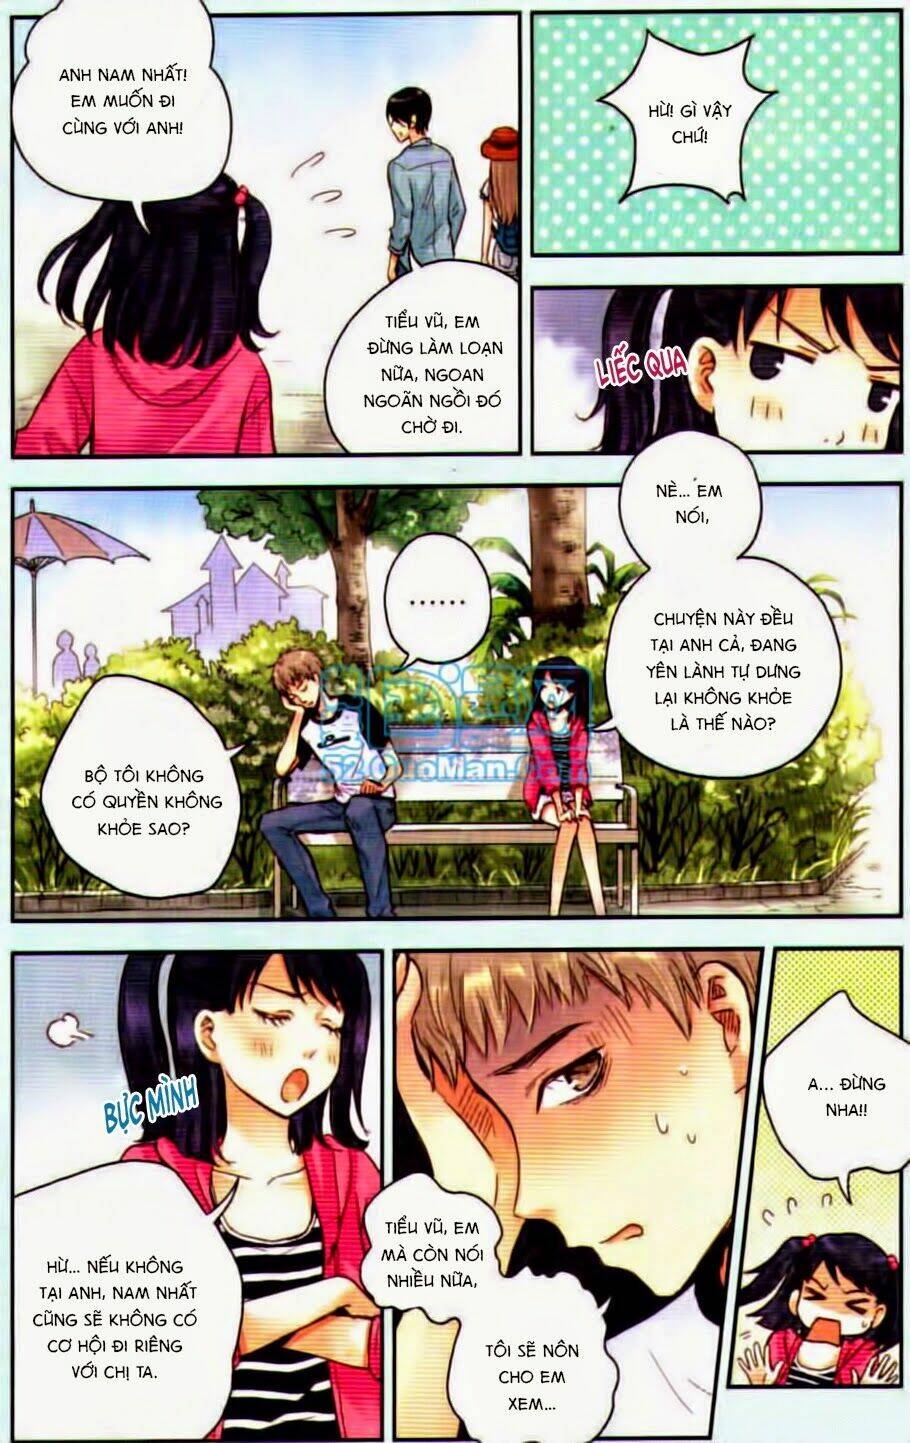 ANH NAM NHẤT!
EM MUỐN ĐI
CÙNG VỚI ANH!
TIỂU VŨ, EM
ĐỪNG LÀM LOẠN
NỮA, NGOAN
NGOÃN NGỒI ĐÓ
CHỜ ĐI.
HỪ! GÌ VẬY
CHỨ!
LIẾC QUA
NÈ... EM
NÓI,
CHUYỆN NÀY ĐỀU
TẠI ANH CẢ, ĐANG
YÊN LÀNH TỰ DƯNG
LẠI KHÔNG KHỎE
LÀ THẾ NÀO?
......
BỘ TÔI KHÔNG
CÓ QUYỀN KHÔNG
KHỎE SAO?
BỰC MÌNH
HỪ... NẾU KHÔNG
TẠI ANH, NAM NHẤT
CŨNG SẼ KHÔNG CÓ
CƠ HỘI ĐI RIÊNG
VỚI CHỊ TA.
TIỂU VŨ, EM
MÀ CÒN NÓI
NHIỀU NỮA,
TÔI SẼ NÔN
CHO EM
XEM...
A... ĐỪNG
NHA!!